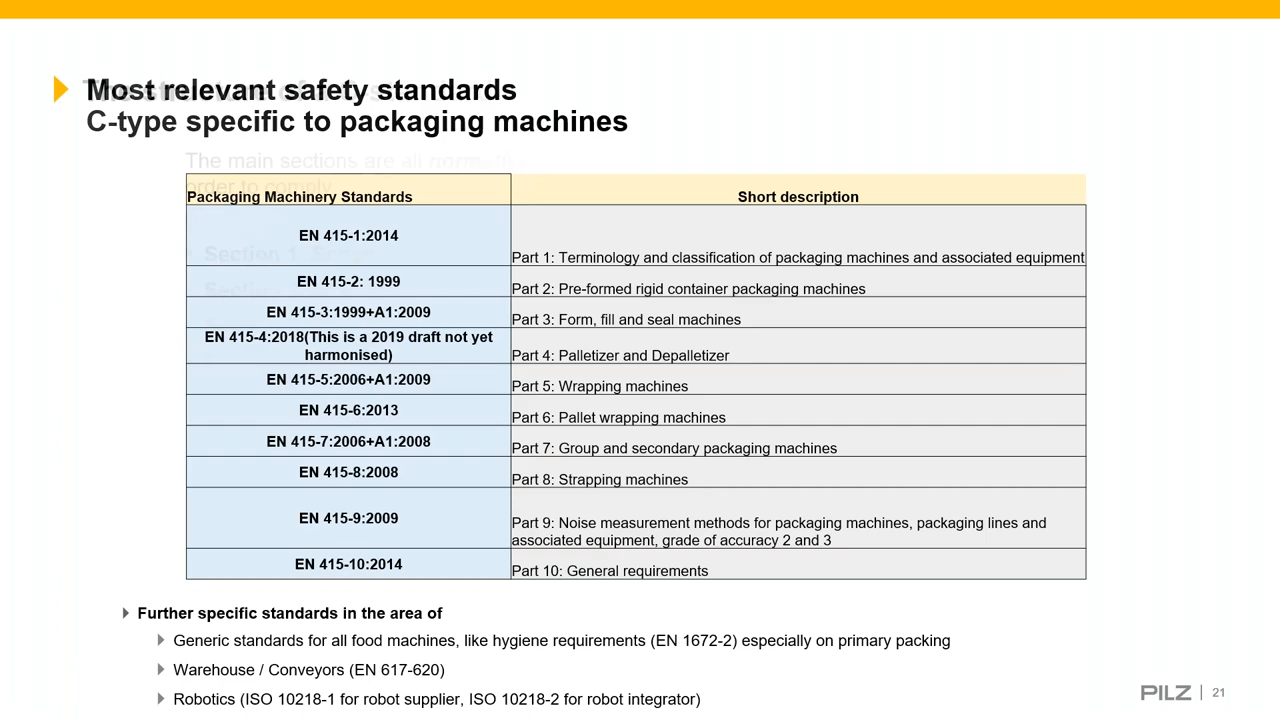 Most relevant safety standards
C-type specific to packaging machines
The main sections are all
order to comply
Packaging Machinery Standards
Short description
EN 415-1:2014
Part 1: Terminology and classification of packaging machines and associated equipment
EN 415-2: 1999
Part 2: Pre-formed rigid container packaging machines
EN 415-3:1999+A1:2009
Part 3: Form, fill and seal machines
EN 415-4:2018(This is a 2019 draft not yet
harmonised)
Part 4: Palletizer and Depalletizer
EN 415-5:2006+A1:2009
Part 5: Wrapping machines
EN 415-6:2013
Part 6: Pallet wrapping machines
EN 415-7:2006+A1:2008
Part 7: Group and secondary packaging machines
EN 415-8:2008
Part 8: Strapping machines
EN 415-9:2009
Part 9: Noise measurement methods for packaging machines, packaging lines and
associated equipment, grade of accuracy 2 and 3
EN 415-10:2014
Part 10: General requirements
Further specific standards in the area of
Generic standards for all food machines, like hygiene requirements (EN 1672-2) especially on primary packing
Warehouse / Conveyors (EN 617-620)
Robotics (ISO 10218-1 for robot supplier, ISO 10218-2 for robot integrator)
PILZ | 21